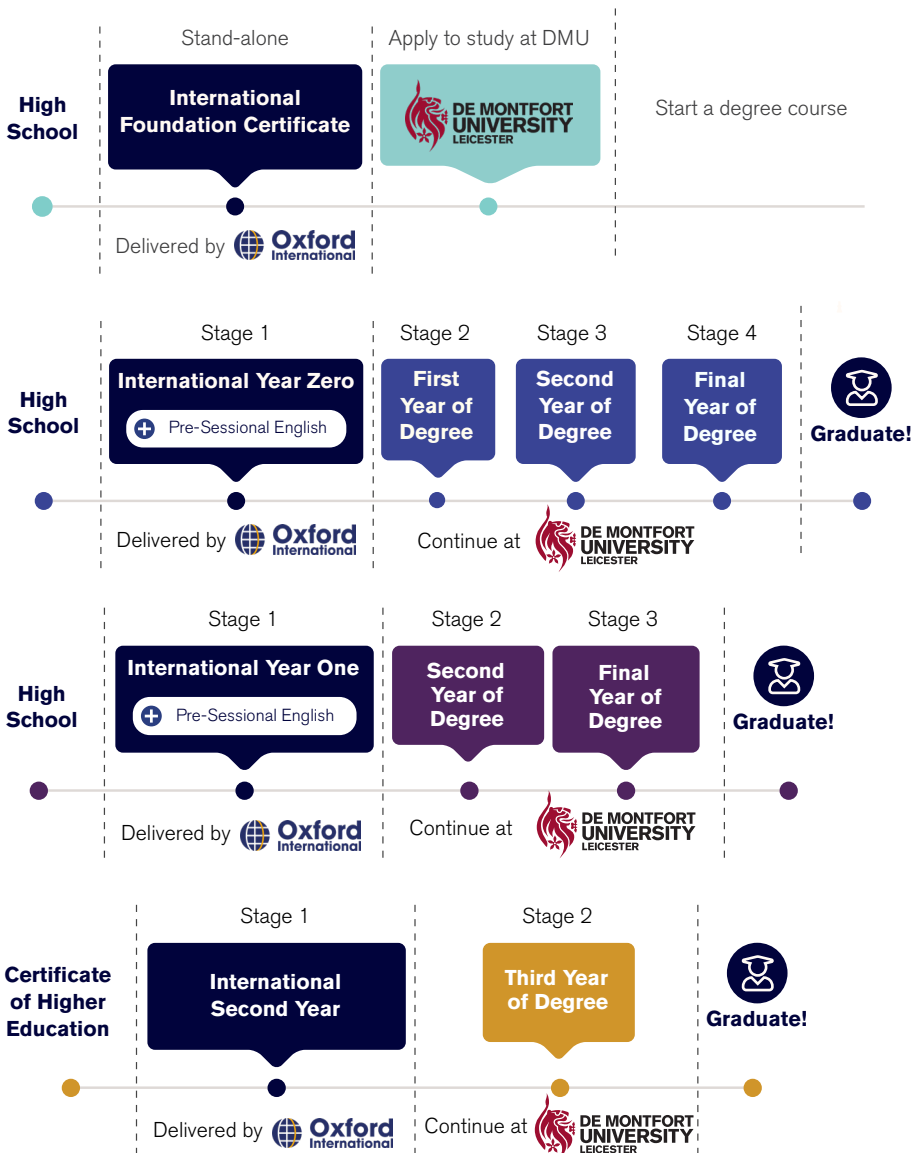 Stand-alone
Apply to study at DMU
High
School
International
Foundation Certificate
DE MONTFORT
UNIVERSITY
LEICESTER
Start a degree course
Delivered by Oxford
International
Stage 1
Stage 2
Stage 3
Stage 4
High
School
International Year Zero
Pre-Sessional English
First
Year of
Degree
Second
Year of
Degree
Final
Year of
Degree
Graduate!
Delivered by Oxford
International
Continue at DE MONTFORT
UNIVERSITY
LEICESTER
Stage 1
Stage 2
Stage 3
High
School
International Year One
Pre-Sessional English
Second
Year of
Degree
Final
Year of
Degree
Graduate!
Delivered by Oxford
International
Continue at DE MONTFORT
UNIVERSITY
LEICESTER
Stage 1
Stage 2
Certificate
of Higher
Education
International
Second Year
Third Year
of Degree
Graduate!
Delivered by Oxford
International
Continue at DE MONTFORT
UNIVERSITY
LEICESTER